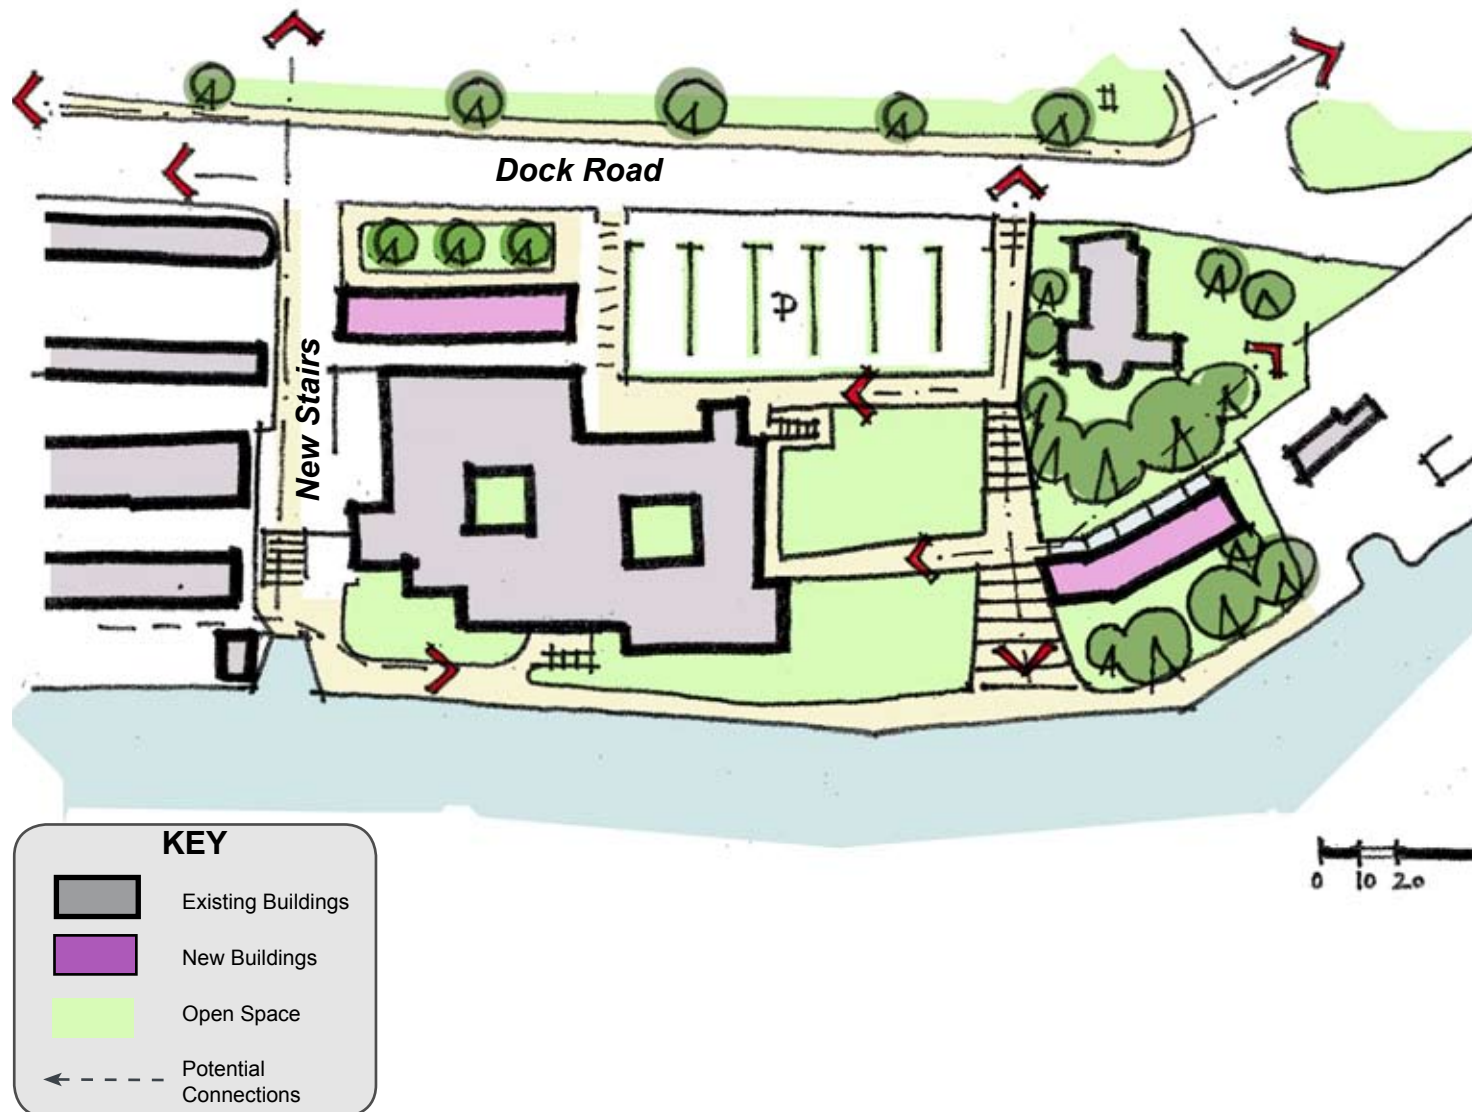 Dock Road
P
New Stairs
0 10 20
KEY
Existing Buildings
New Buildings
Open Space
Potential
Connections